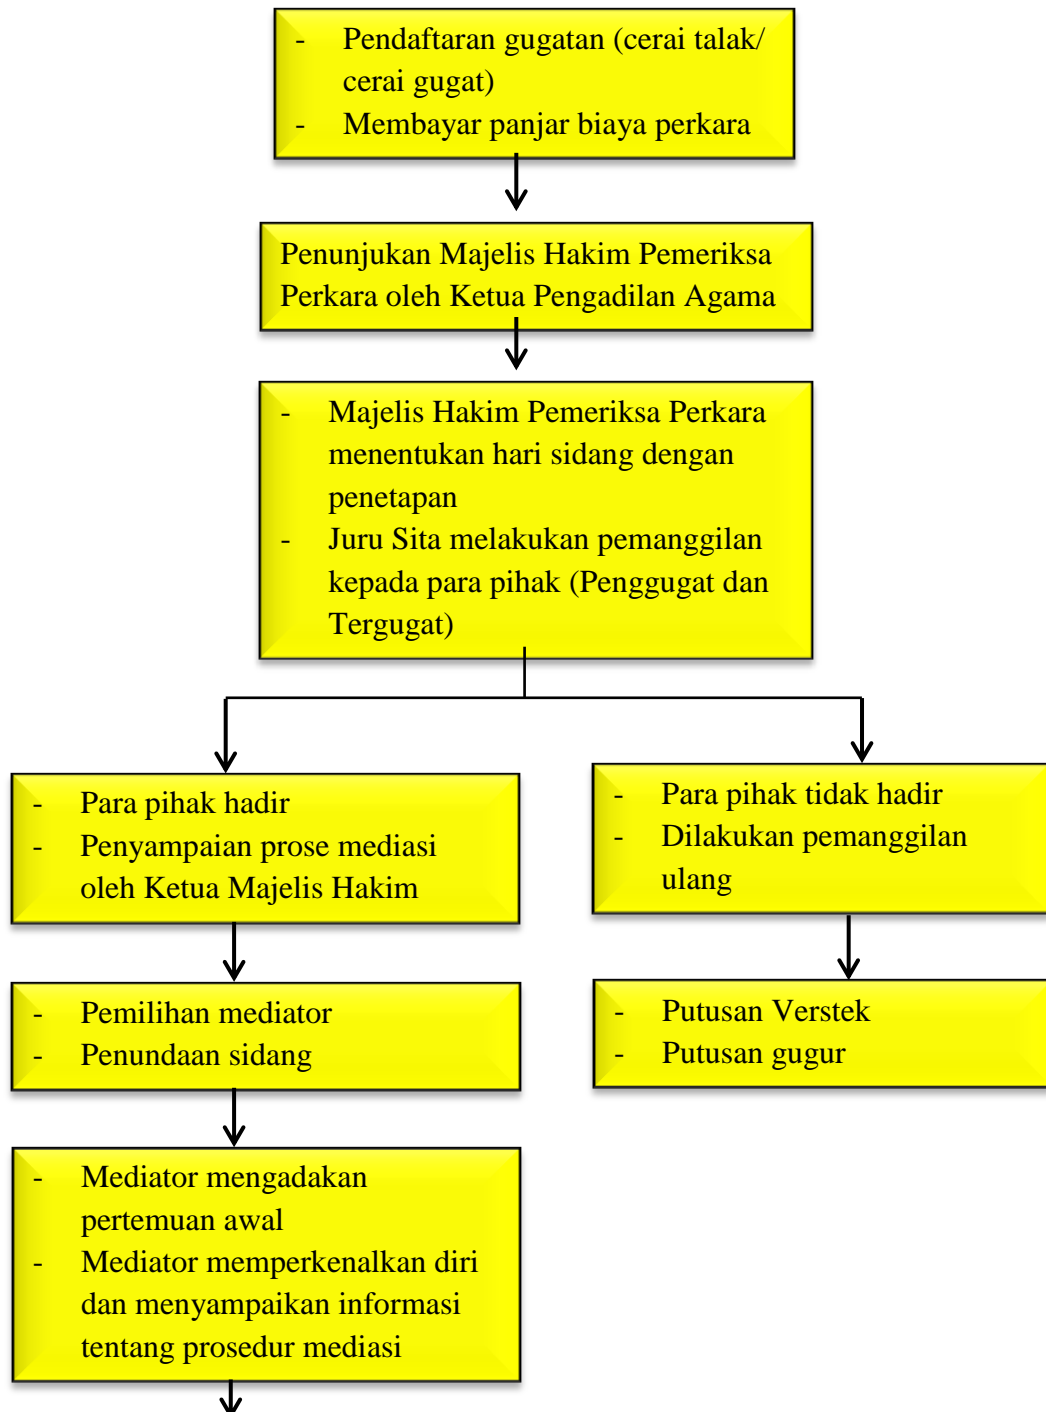 - Pendaftaran gugatan (cerai talak/
cerai gugat)
- Membayar panjar biaya perkara
Penunjukan Majelis Hakim Pemeriksa
Perkara oleh Ketua Pengadilan Agama
- Majelis Hakim Pemeriksa Perkara
menentukan hari sidang dengan
penetapan
- Juru Sita melakukan pemanggilan
kepada para pihak (Penggugat dan
Tergugat)
- Para pihak hadir
- Penyampaian prose mediasi
oleh Ketua Majelis Hakim
- Para pihak tidak hadir
- Dilakukan pemanggilan
ulang
- Pemilihan mediator
- Penundaan sidang
- Putusan Verstek
- Putusan gugur
- Mediator mengadakan
pertemuan awal
- Mediator memperkenalkan diri
dan menyampaikan informasi
tentang prosedur mediasi